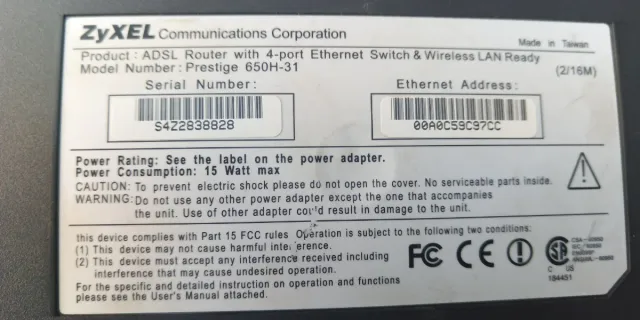 ZyXEL Communications Corporation
Made in Taiwan
Product : ADSL Router with 4-port Ethernet Switch & Wireless LAN Ready
Model Number: Prestige 650H-31
(2/16M)
Serial Number:
Ethernet Address:
S4Z2838828
00A0C59C97CC
Power Rating: See the label on the power adapter.
Power Consumption: 15 Watt max
CAUTION: To prevent electric shock please do not open the cover. No serviceable parts inside.
WARNING: Do not use any other power adapter except the one that accompanies
the unit. Use of other adapter could result in damage to the unit.
this device complies with Part 15 FCC rules Operation is subject to the following two conditions:
(1) This device may not cause harmful interference.
(2) This device must accept any interference received including
interference that may cause undesired operation.
For the specific and detailed instruction on operation and functions
please see the User's Manual attached.
FC CE
C US
184451